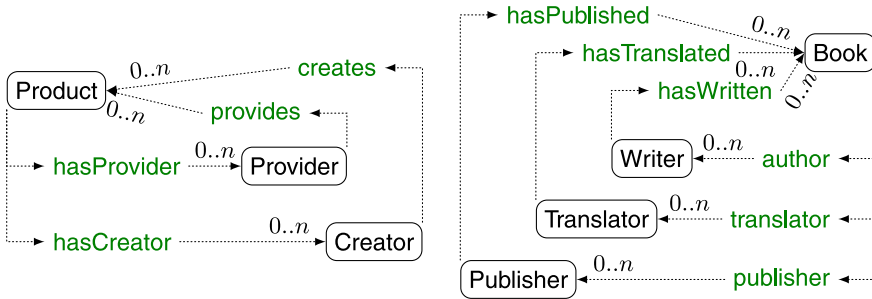 creates
0..n
Product
0..n
provides
hasProvider
0..n
Provider
hasCreator
0..n
Creator
hasPublished
0..n
hasTranslated
0..n
Book
hasWritten
0..n
Writer
0..n
author
Translator
0..n
translator
Publisher
0..n
publisher